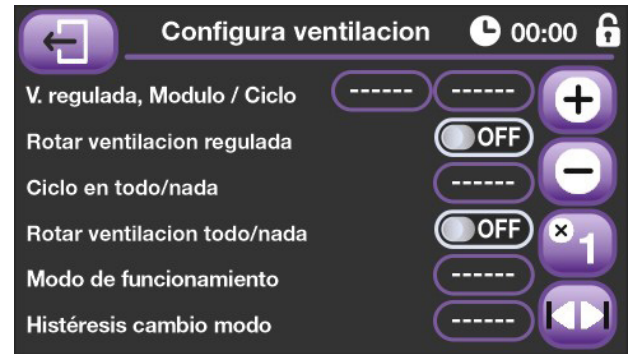 Configura ventilacion 00:00
V. regulada, Modulo / Ciclo ------ ------
Rotar ventilacion regulada OFF
Ciclo en todo/nada ------
Rotar ventilacion todo/nada OFF
Modo de funcionamiento ------
Histéresis cambio modo ------
+
−
×1